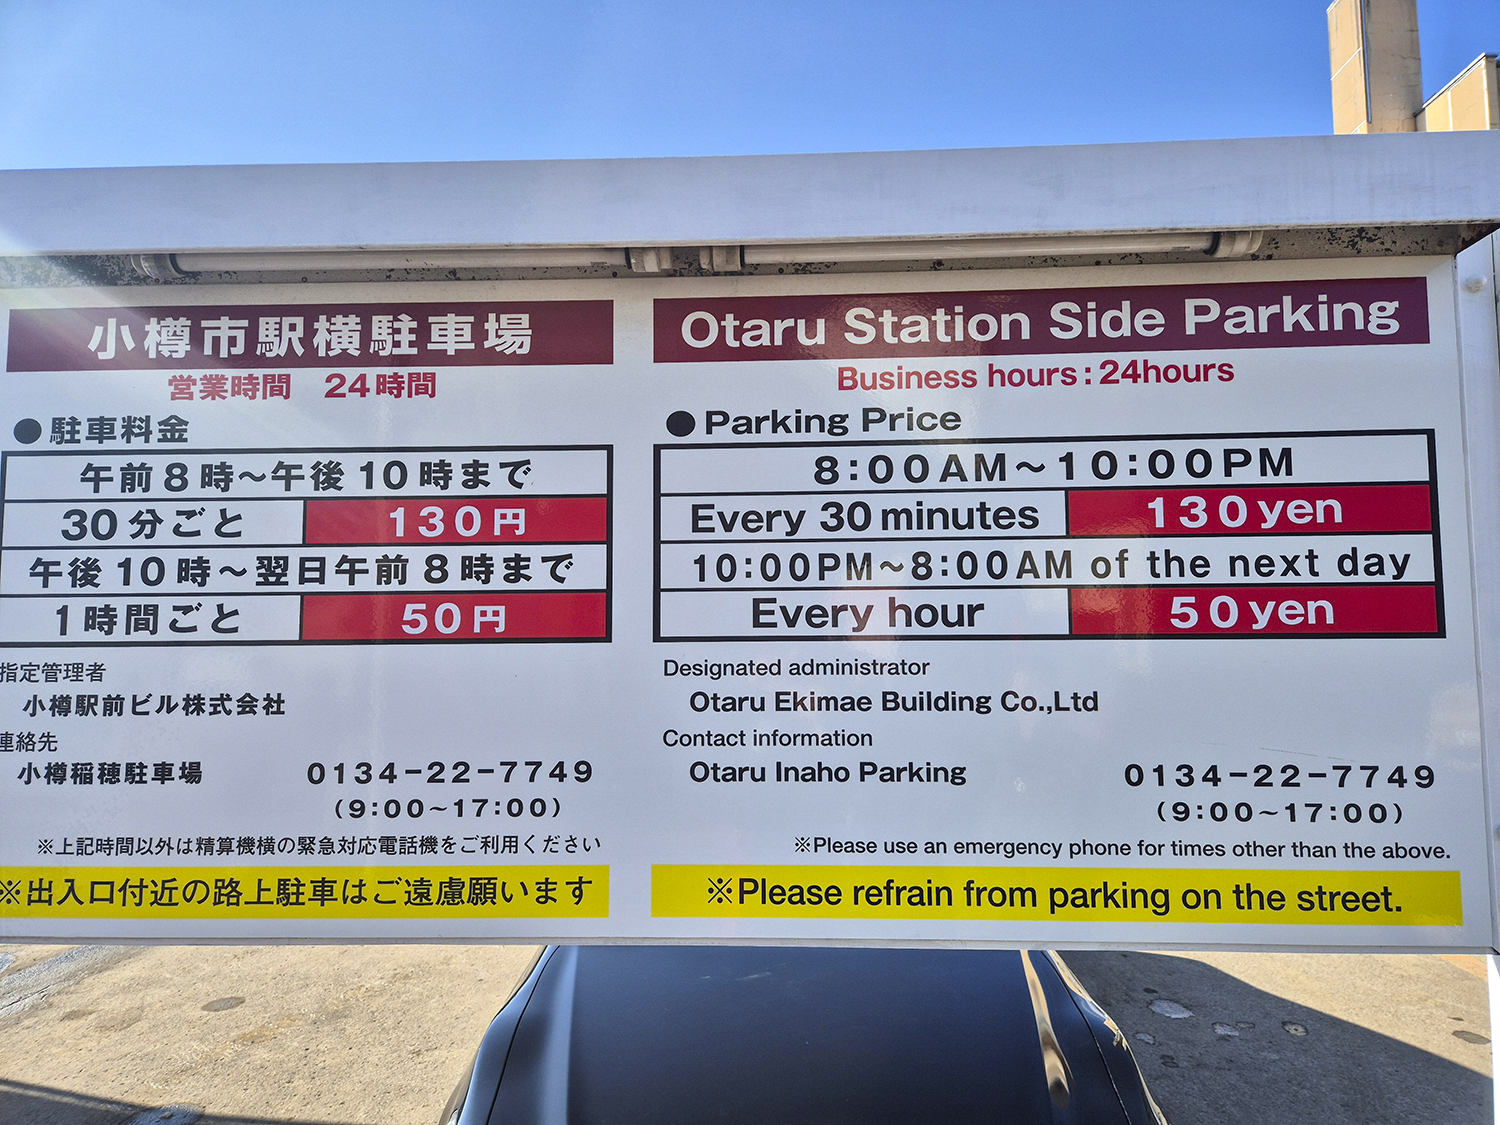 小樽市駅横駐車場
営業時間 24時間
●駐車料金
午前8時～午後10時まで
30分ごと 130円
午後10時～翌日午前8時まで
1時間ごと 50円
指定管理者
小樽駅前ビル株式会社
連絡先
小樽稲穂駐車場 0134-22-7749
(9:00~17:00)
※上記時間以外は精算機横の緊急対応電話機をご利用ください
※出入口付近の路上駐車はご遠慮願います
Otaru Station Side Parking
Business hours:24hours
●Parking Price
8:00AM~10:00PM
Every 30 minutes 130yen
10:00PM~8:00AM of the next day
Every hour 50yen
Designated administrator
Otaru Ekimae Building Co.,Ltd
Contact information
Otaru Inaho Parking 0134-22-7749
(9:00~17:00)
※Please use an emergency phone for times other than the above.
※Please refrain from parking on the street.